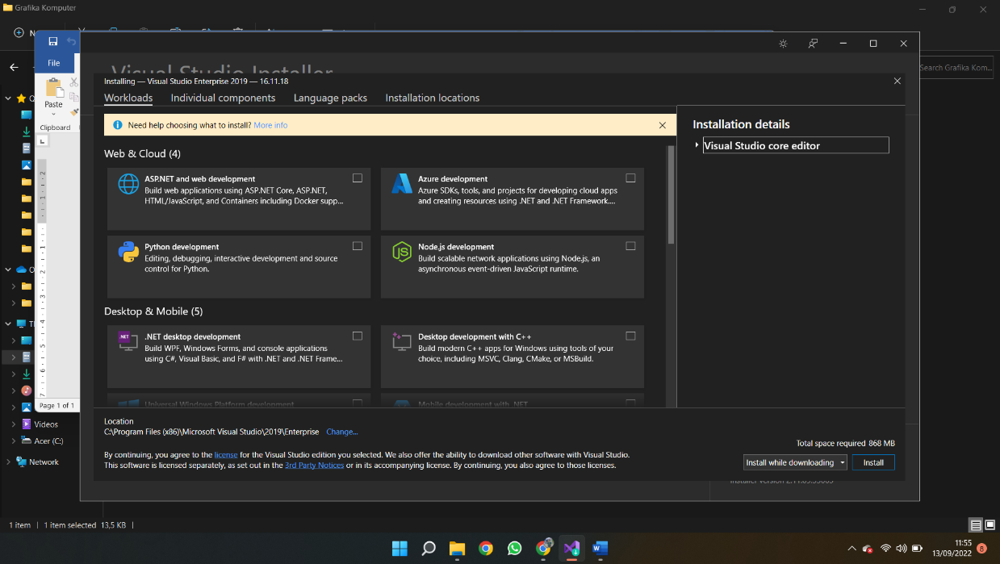 Grafika Komputer
File
Paste
Clipboard
Search Grafika Kom...
Visual Studio Installer
Installing — Visual Studio Enterprise 2019 — 16.11.18
Workloads Individual components Language packs Installation locations
Need help choosing what to install? More info
Installation details
Visual Studio core editor
Web & Cloud (4)
ASP.NET and web development
Build web applications using ASP.NET Core, ASP.NET,
HTML/JavaScript, and Containers including Docker supp...
Azure development
Azure SDKs, tools, and projects for developing cloud apps
and creating resources using .NET and .NET Framework....
Python development
Editing, debugging, interactive development and source
control for Python.
Node.js development
Build scalable network applications using Node.js, an
asynchronous event-driven JavaScript runtime.
Desktop & Mobile (5)
.NET desktop development
Build WPF, Windows Forms, and console applications
using C#, Visual Basic, and F# with .NET and .NET Frame...
Desktop development with C++
Build modern C++ apps for Windows using tools of your
choice, including MSVC, Clang, CMake, or MSBuild.
Universal Windows Platform development
Mobile development with .NET
Location
C:\Program Files (x86)\Microsoft Visual Studio\2019\Enterprise Change...
Total space required 868 MB
By continuing, you agree to the license for the Visual Studio edition you selected. We also offer the ability to download other software with Visual Studio.
This software is licensed separately, as set out in the 3rd Party Notices or in its accompanying license. By continuing, you also agree to those licenses.
Install while downloading Install
Page 1 of 1
Videos
Acer (C:)
Network
1 item 1 item selected 13,5 KB
11:55
13/09/2022 8